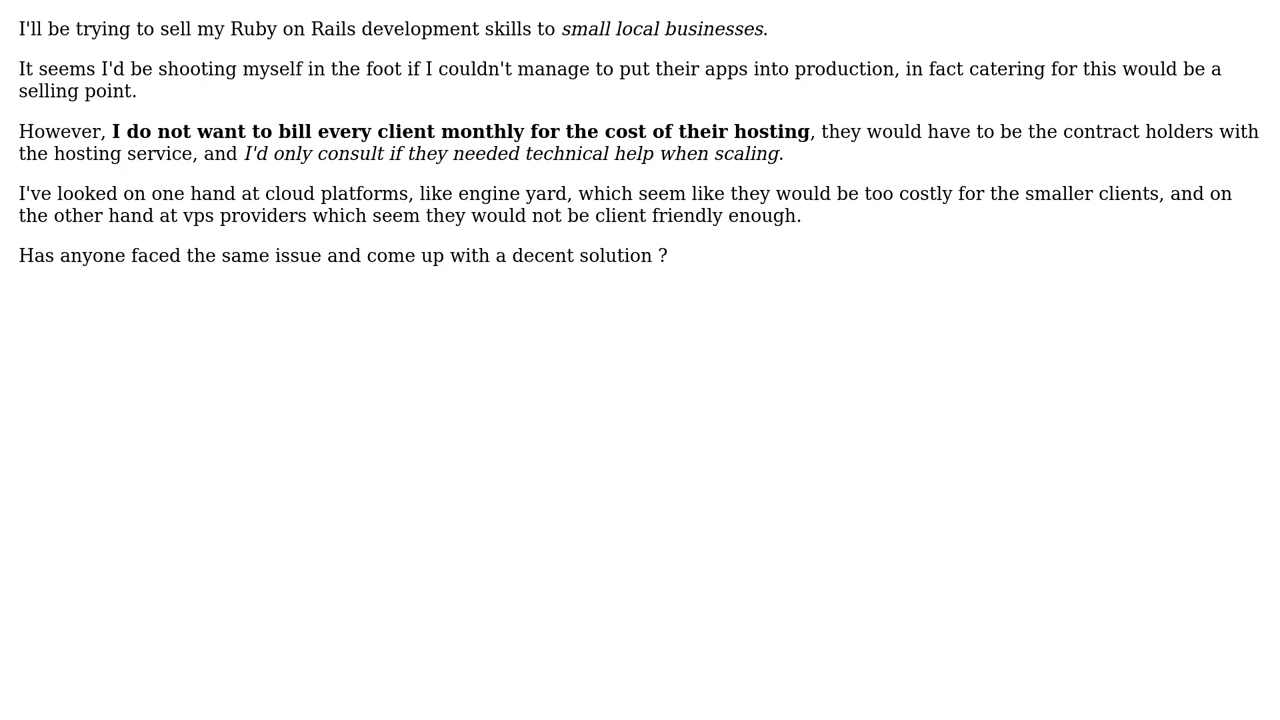 I'll be trying to sell my Ruby on Rails development skills to small local businesses.
It seems I'd be shooting myself in the foot if I couldn't manage to put their apps into production, in fact catering for this would be a
selling point.
However, I do not want to bill every client monthly for the cost of their hosting, they would have to be the contract holders with
the hosting service, and I'd only consult if they needed technical help when scaling.
I've looked on one hand at cloud platforms, like engine yard, which seem like they would be too costly for the smaller clients, and on
the other hand at vps providers which seem they would not be client friendly enough.
Has anyone faced the same issue and come up with a decent solution ?